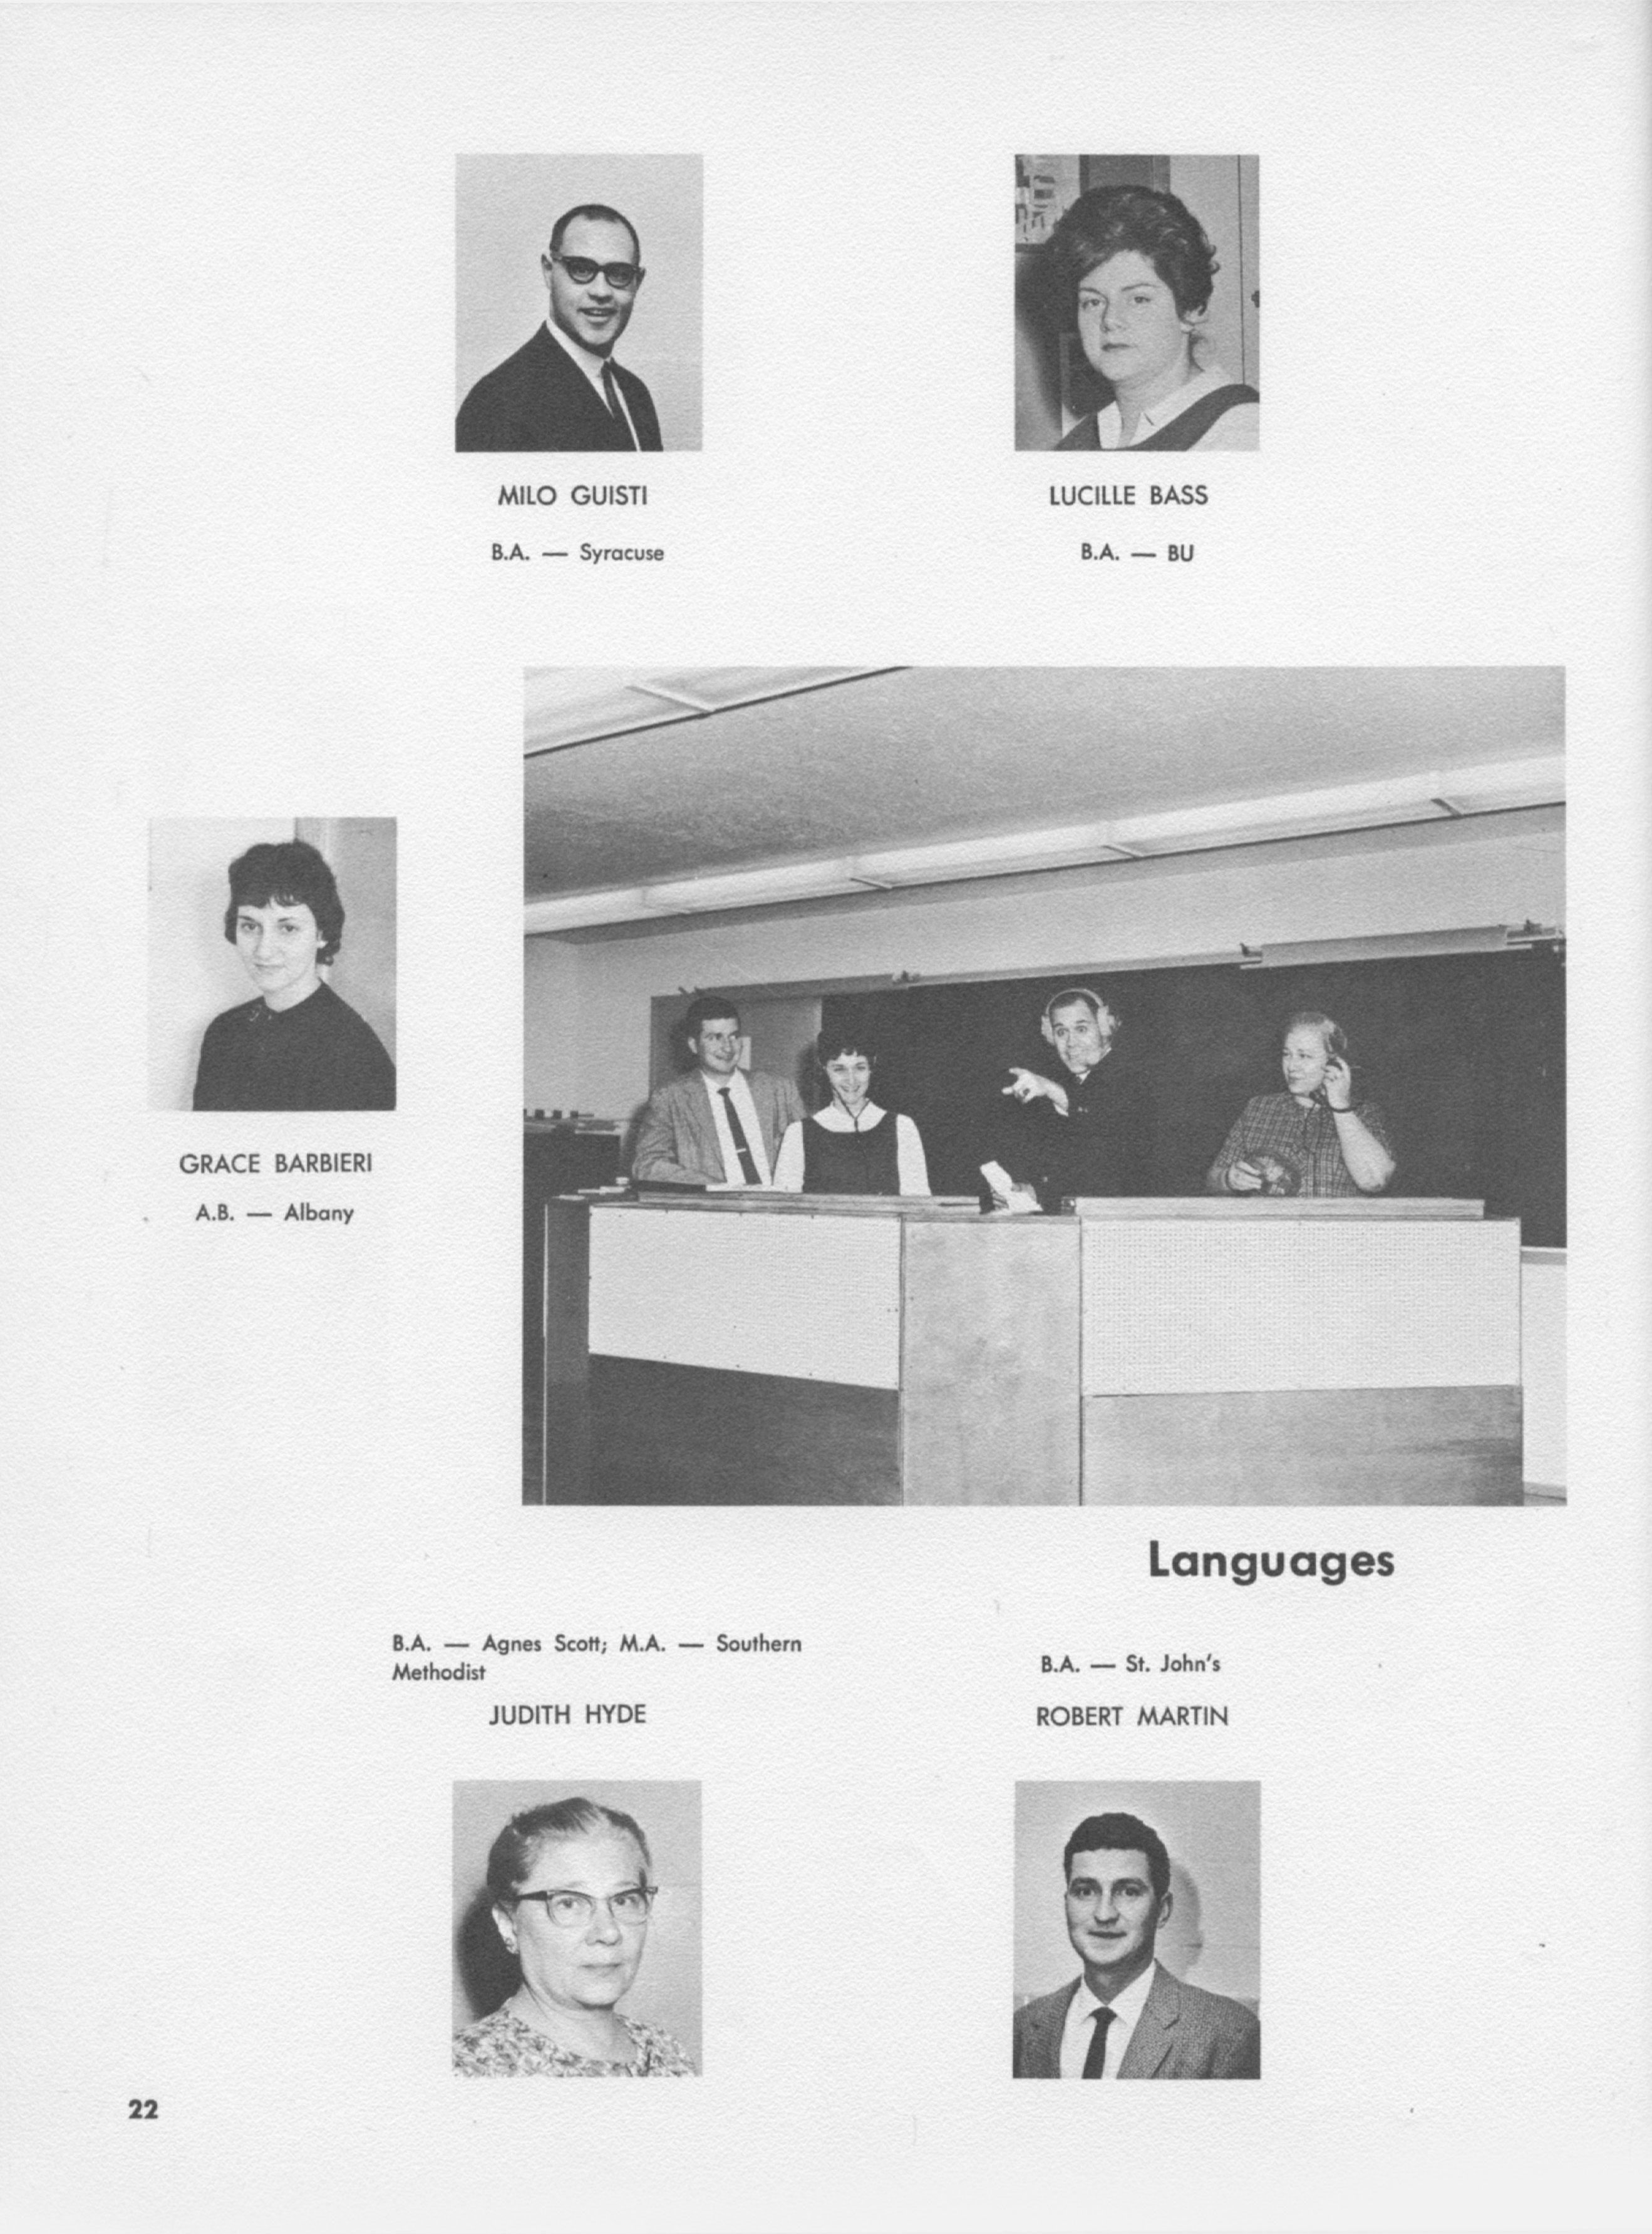 MILO GUISTI
B.A. — Syracuse
LUCILLE BASS
B.A. — BU
GRACE BARBIERI
A.B. — Albany
Languages
B.A. — Agnes Scott; M.A. — Southern
Methodist
JUDITH HYDE
B.A. — St. John's
ROBERT MARTIN
22